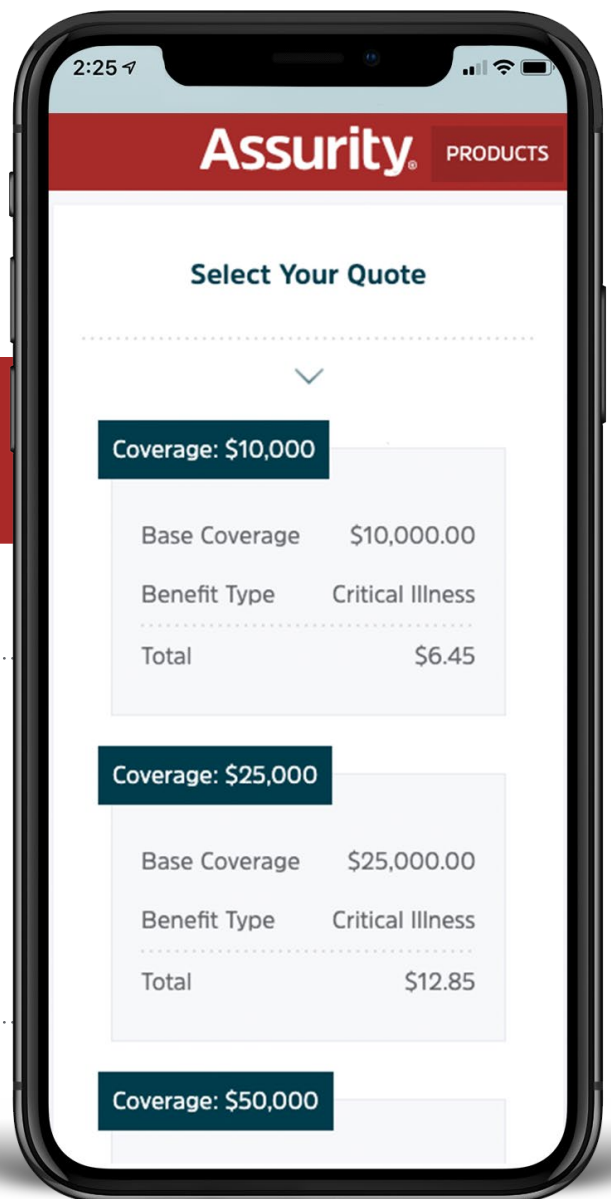 2:25
Assurity® PRODUCTS
Select Your Quote
Coverage: $10,000
Base Coverage $10,000.00
Benefit Type Critical Illness
Total $6.45
Coverage: $25,000
Base Coverage $25,000.00
Benefit Type Critical Illness
Total $12.85
Coverage: $50,000